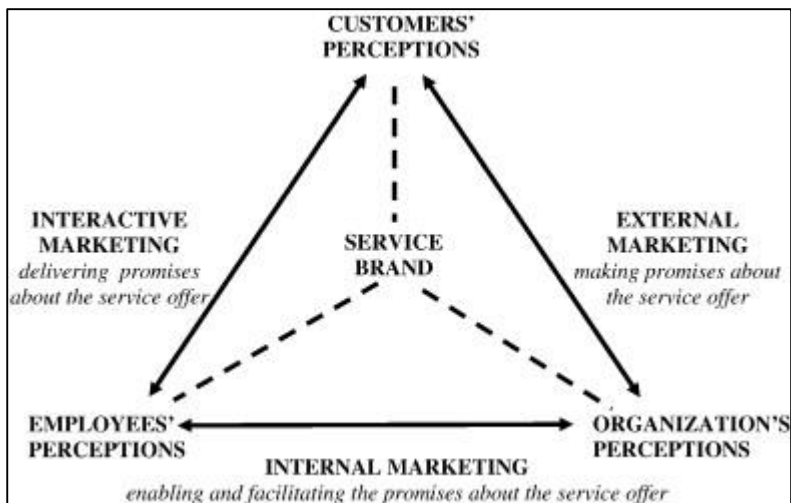 CUSTOMERS'
PERCEPTIONS
INTERACTIVE
MARKETING
delivering promises
about the service offer
SERVICE
BRAND
EXTERNAL
MARKETING
making promises about
the service offer
EMPLOYEES'
PERCEPTIONS
ORGANIZATION'S
PERCEPTIONS
INTERNAL MARKETING
enabling and facilitating the promises about the service offer